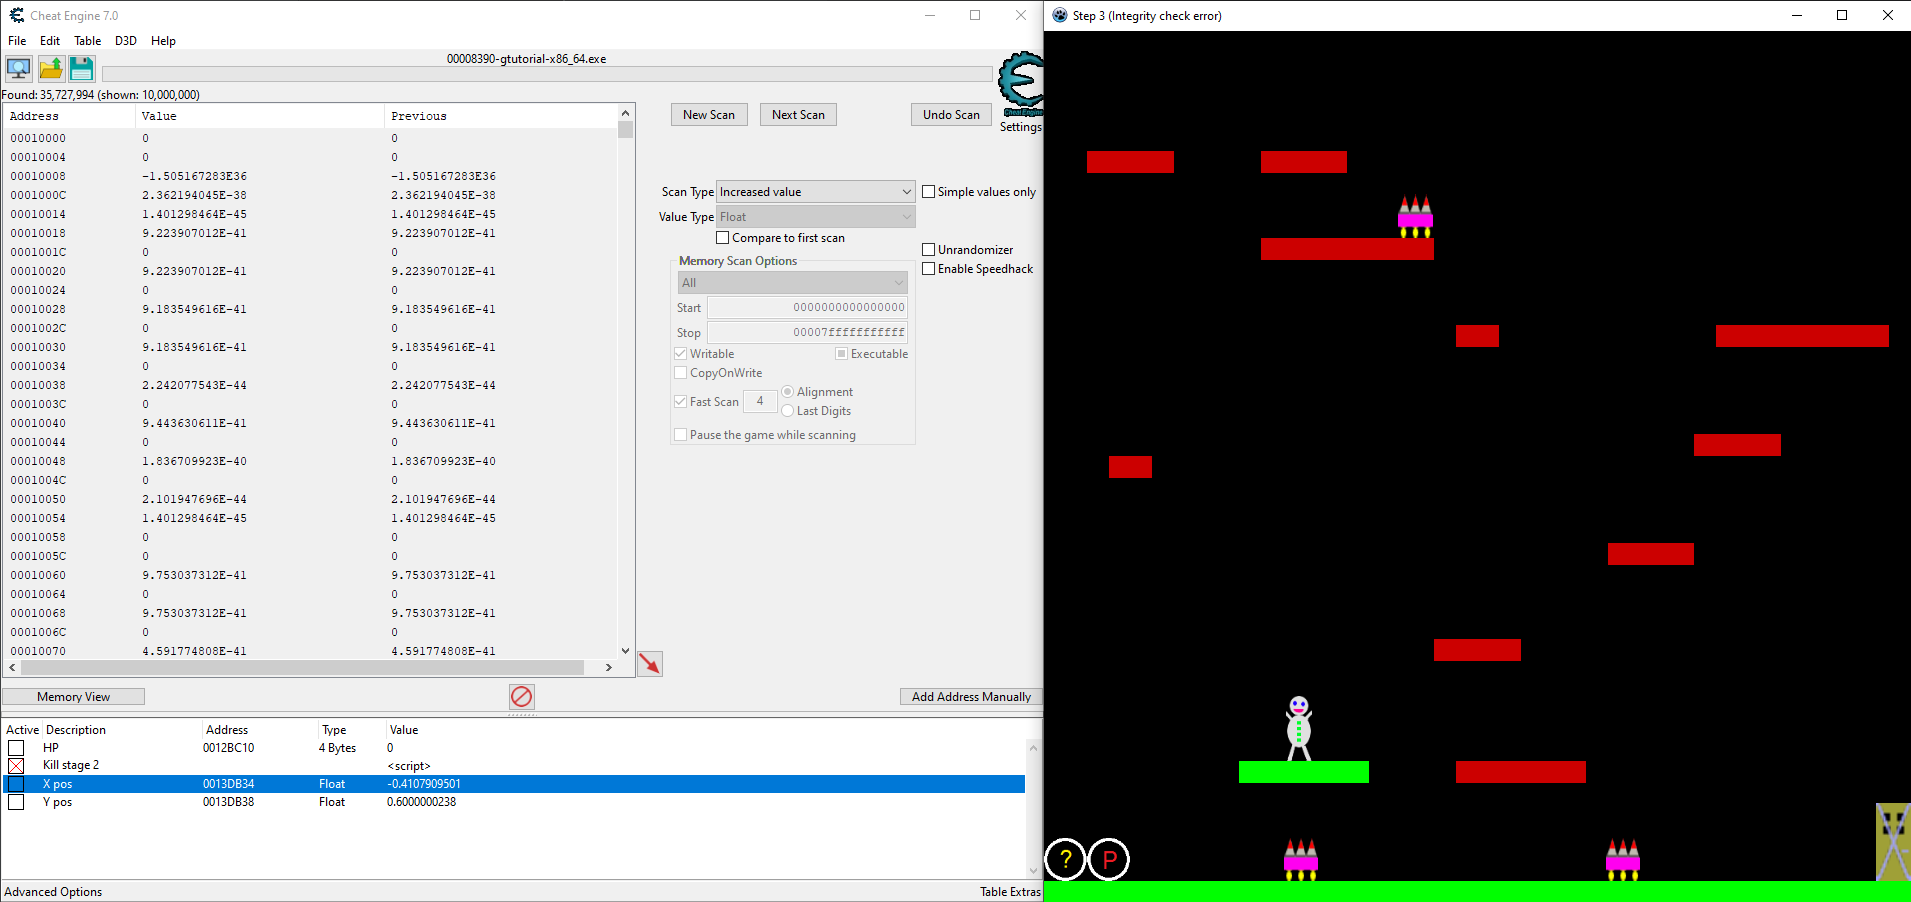 Cheat Engine 7.0
File Edit Table D3D Help
00008390-gtutorial-x86_64.exe
Found: 35,727,994 (shown: 10,000,000)
Address Value Previous
00010000 0 0
00010004 0 0
00010008 -1.505167283E36 -1.505167283E36
0001000C 2.362194045E-38 2.362194045E-38
00010014 1.401298464E-45 1.401298464E-45
00010018 9.223907012E-41 9.223907012E-41
0001001C 0 0
00010020 9.223907012E-41 9.223907012E-41
00010024 0 0
00010028 9.183549616E-41 9.183549616E-41
0001002C 0 0
00010030 9.183549616E-41 9.183549616E-41
00010034 0 0
00010038 2.242077543E-44 2.242077543E-44
0001003C 0 0
00010040 9.443630611E-41 9.443630611E-41
00010044 0 0
00010048 1.836709923E-40 1.836709923E-40
0001004C 0 0
00010050 2.101947696E-44 2.101947696E-44
00010054 1.401298464E-45 1.401298464E-45
00010058 0 0
0001005C 0 0
00010060 9.753037312E-41 9.753037312E-41
00010064 0 0
00010068 9.753037312E-41 9.753037312E-41
0001006C 0 0
00010070 4.591774808E-41 4.591774808E-41
New Scan Next Scan Undo Scan
Cheat Engine
Settings
Scan Type Increased value Simple values only
Value Type Float
Compare to first scan
Unrandomizer
Enable Speedhack
Memory Scan Options
All
Start 0000000000000000
Stop 00007fffffffffff
Writable Executable
CopyOnWrite
Fast Scan 4 Alignment
Last Digits
Pause the game while scanning
Memory View Add Address Manually
Active Description Address Type Value
HP 0012BC10 4 Bytes 0
Kill stage 2 <script>
X pos 0013DB34 Float -0.4107909501
Y pos 0013DB38 Float 0.6000000238
Advanced Options Table Extras
Step 3 (Integrity check error)
? P